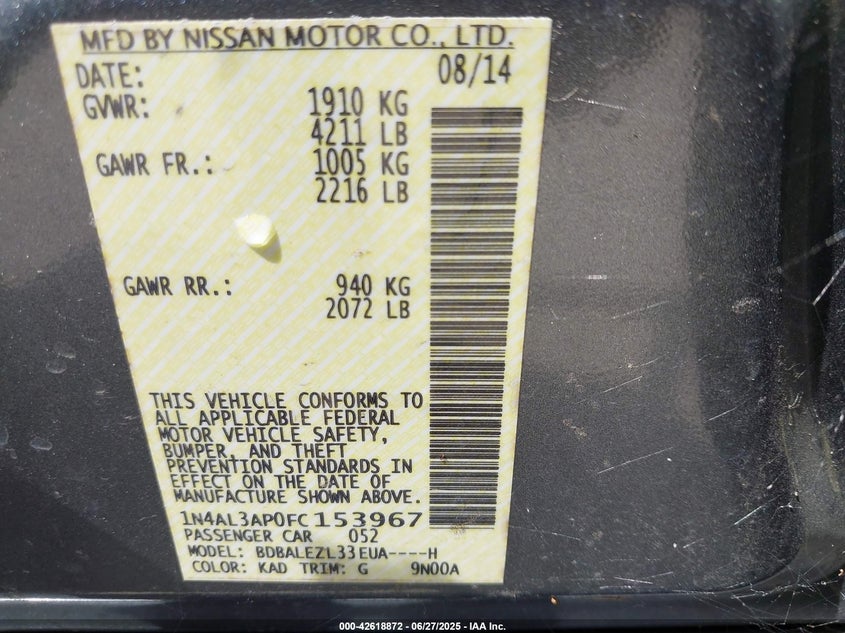 MFD BY NISSAN MOTOR CO., LTD.
DATE: 08/14
GVWR: 1910 KG
4211 LB
GAWR FR.: 1005 KG
2216 LB
GAWR RR.: 940 KG
2072 LB
THIS VEHICLE CONFORMS TO
ALL APPLICABLE FEDERAL
MOTOR VEHICLE SAFETY,
BUMPER, AND THEFT
PREVENTION STANDARDS IN
EFFECT ON THE DATE OF
MANUFACTURE SHOWN ABOVE.
1N4AL3AP0FC153967
PASSENGER CAR 052
MODEL: BDBALEZL33EUA----H
COLOR: KAD TRIM: G 9N00A
000-42618872 - 06/27/2025 - IAA Inc.